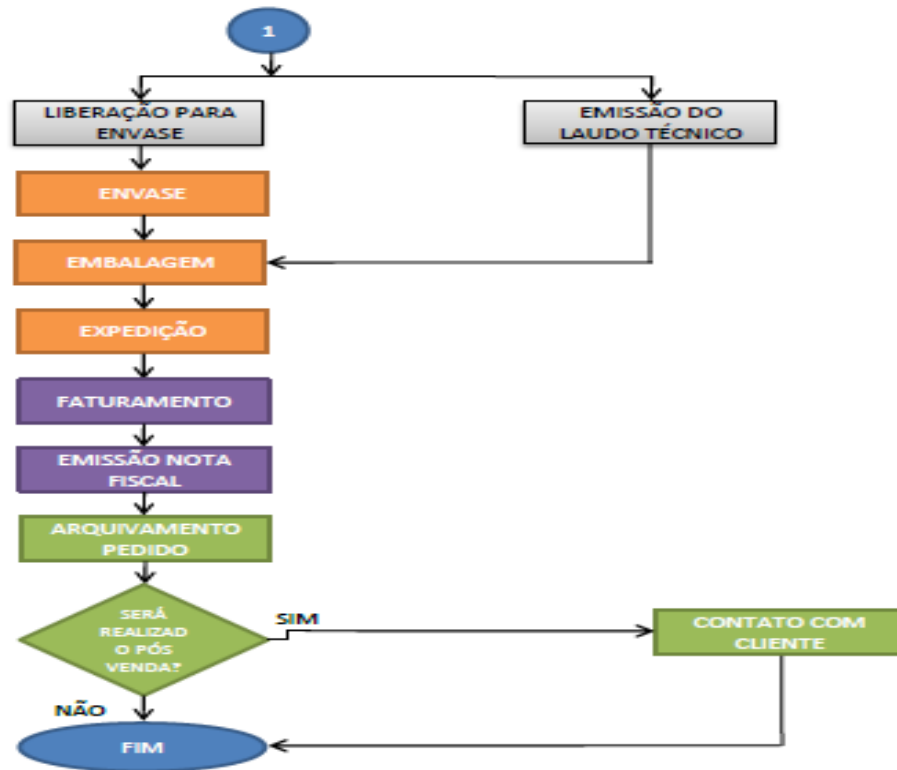 1
LIBERAÇÃO PARA
ENVASE
EMISSÃO DO
LAUDO TÉCNICO
ENVASE
EMBALAGEM
EXPEDIÇÃO
FATURAMENTO
EMISSÃO NOTA
FISCAL
ARQUIVAMENTO
PEDIDO
SERÁ
REALIZAD
O PÓS
VENDA?
SIM
CONTATO COM
CLIENTE
NÃO
FIM